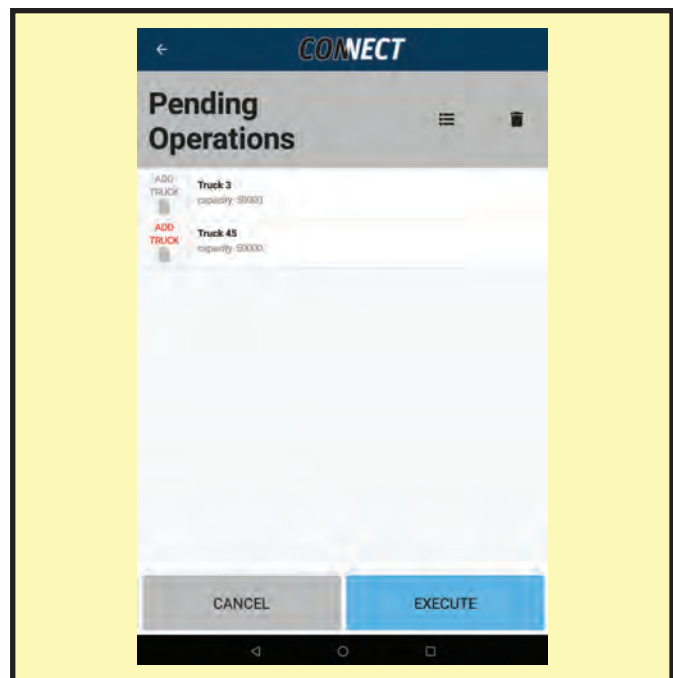 CONNECT
Pending
Operations
ADD
TRUCK
Truck 3
capacity: 50000
ADD
TRUCK
Truck 45
capacity: 50000
CANCEL
EXECUTE